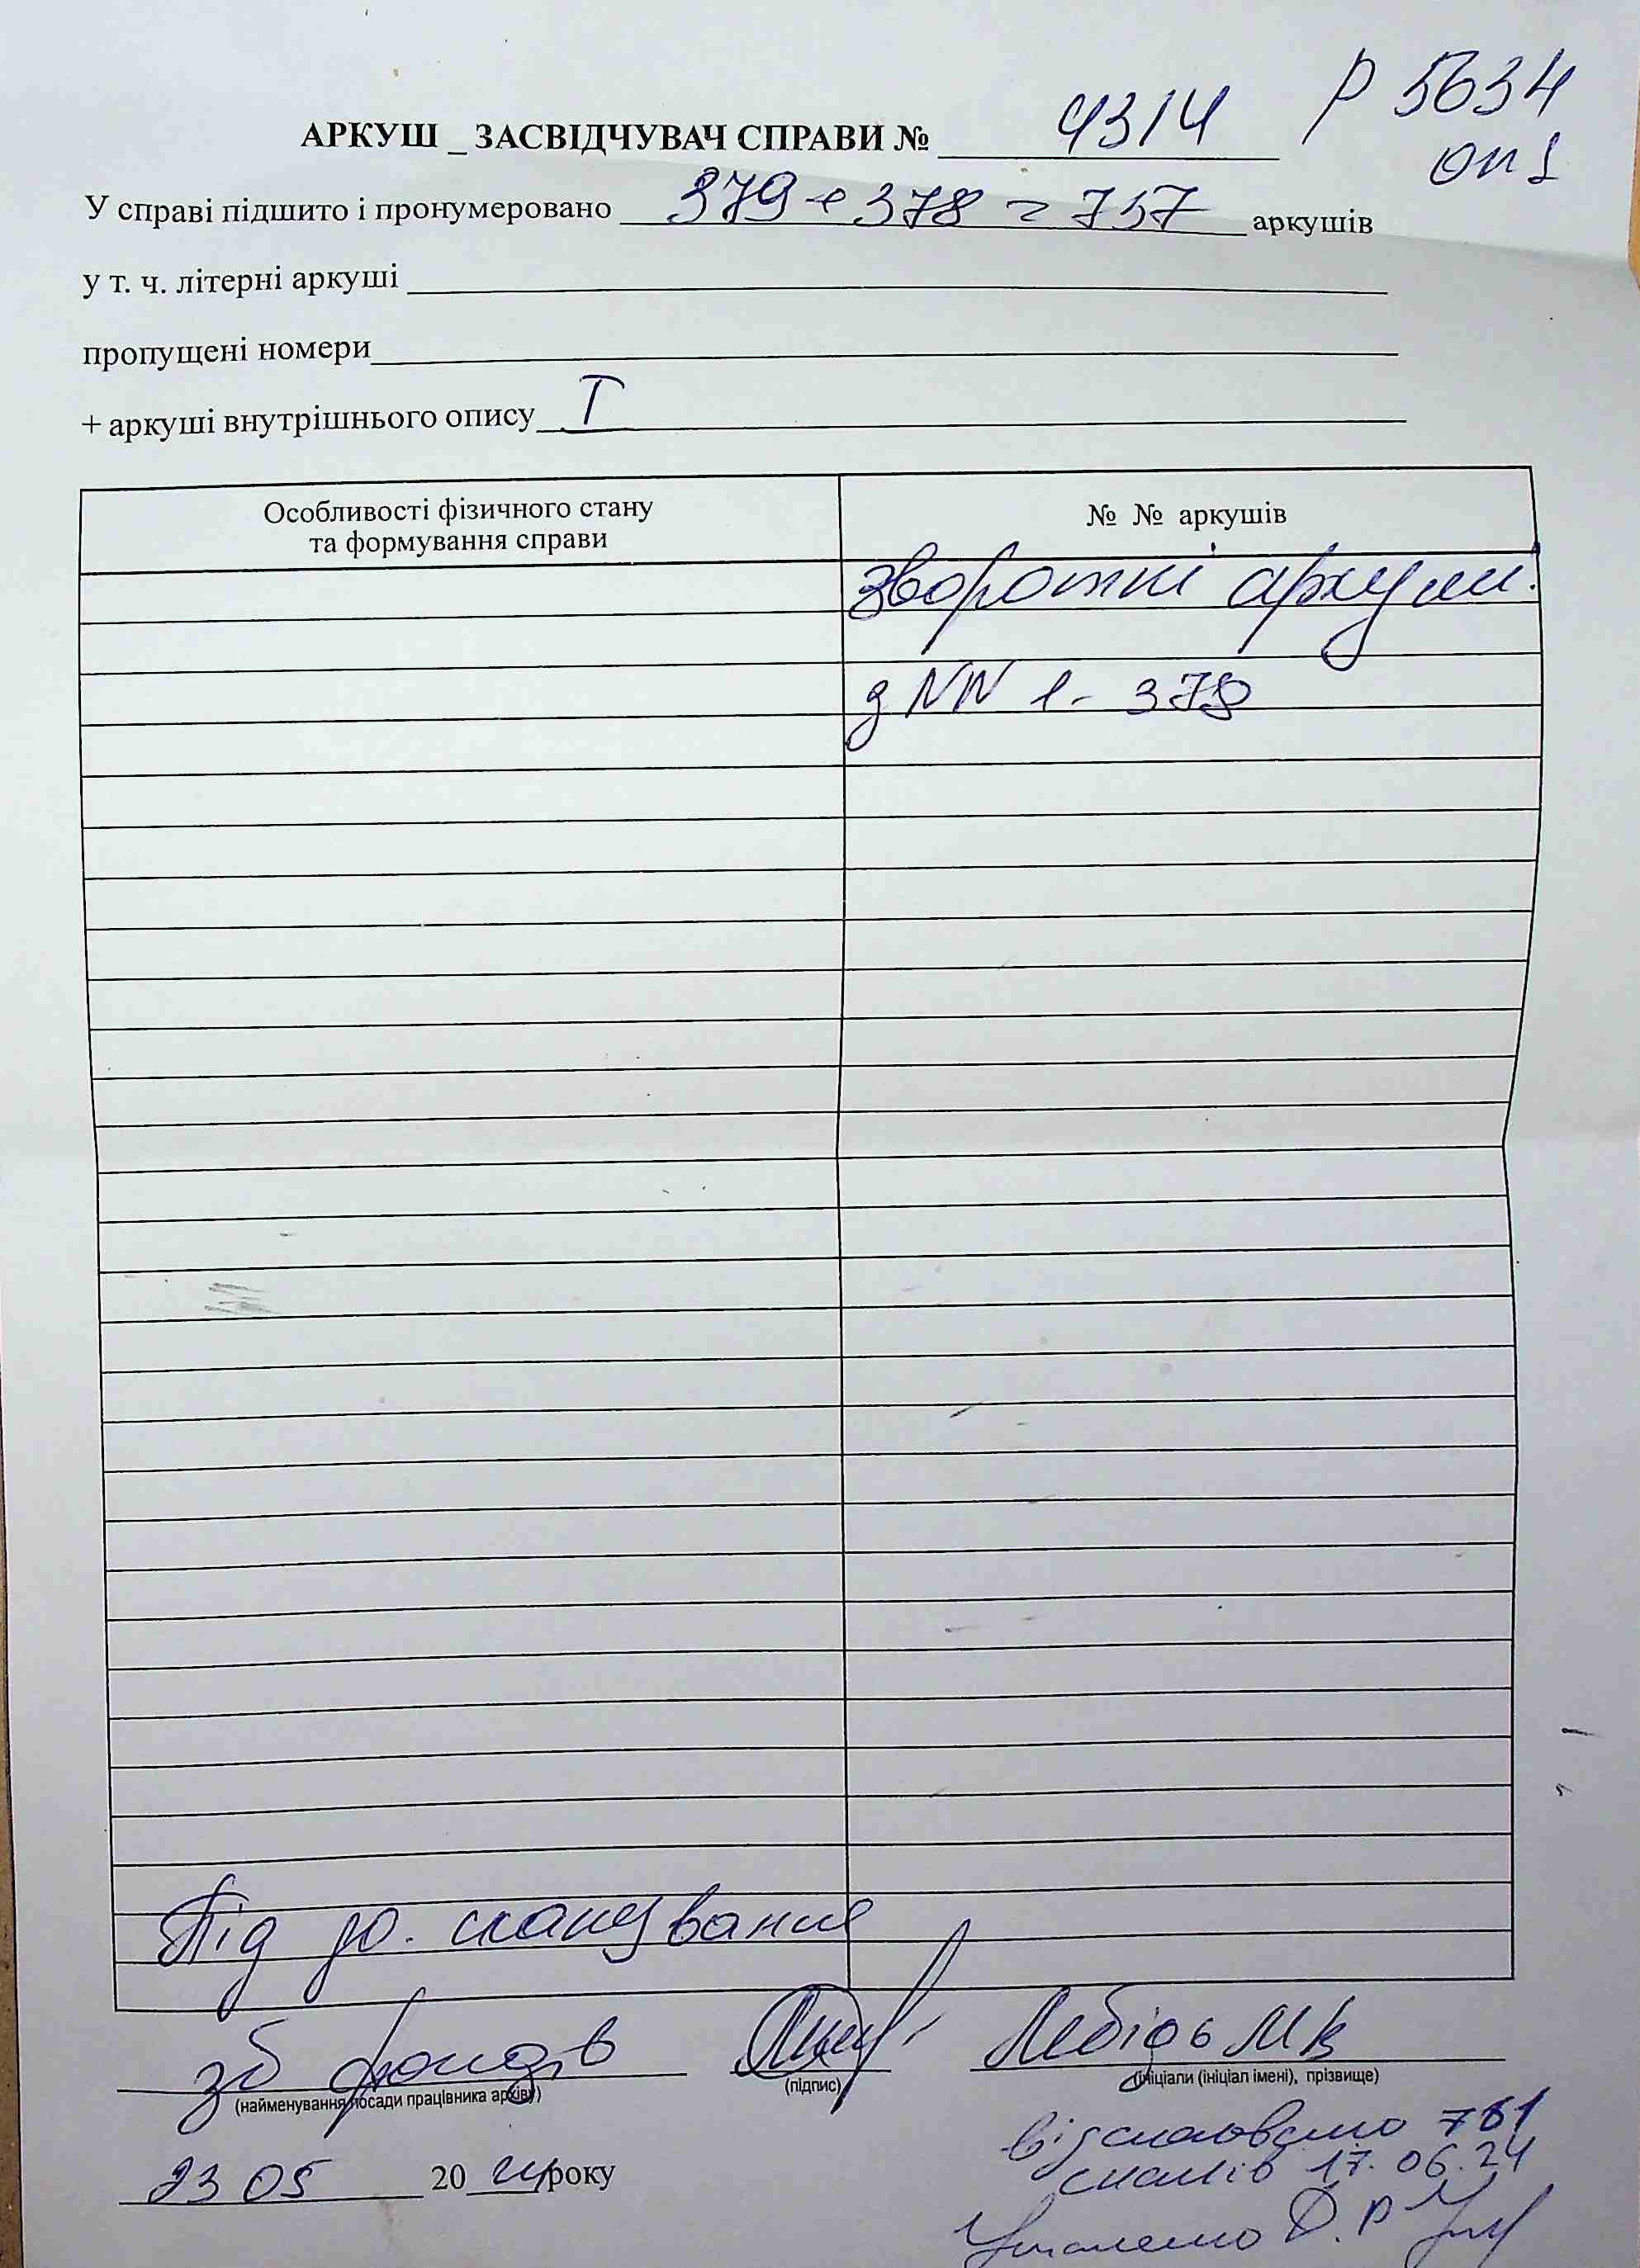 Р 5634
оп 1
АРКУШ _ ЗАСВІДЧУВАЧ СПРАВИ № 4314
У справі підшито і пронумеровано 379 + 378 = 757 аркушів
у т. ч. літерні аркуші
пропущені номери
+ аркуші внутрішнього опису 1
Особливості фізичного стану
та формування справи
№ № аркушів
зворотні аркуші
з NN 1 - 378
Під. до. сканування
зб фондів
Лебідь М В
(найменування посади працівника архіву)
(підпис)
(ініціали (ініціал імені), прізвище)
23 05 20 24 року
відскановано 761
сканів 17.06.24